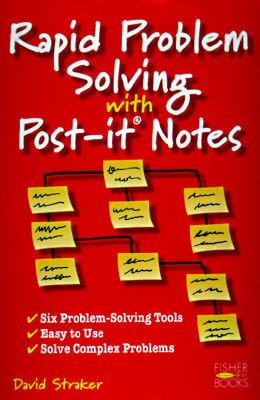 Rapid Problem
Solving
with
Post-it® Notes
✓ Six Problem-Solving Tools
✓ Easy to Use
✓ Solve Complex Problems
David Straker
FISHER
BOOKS